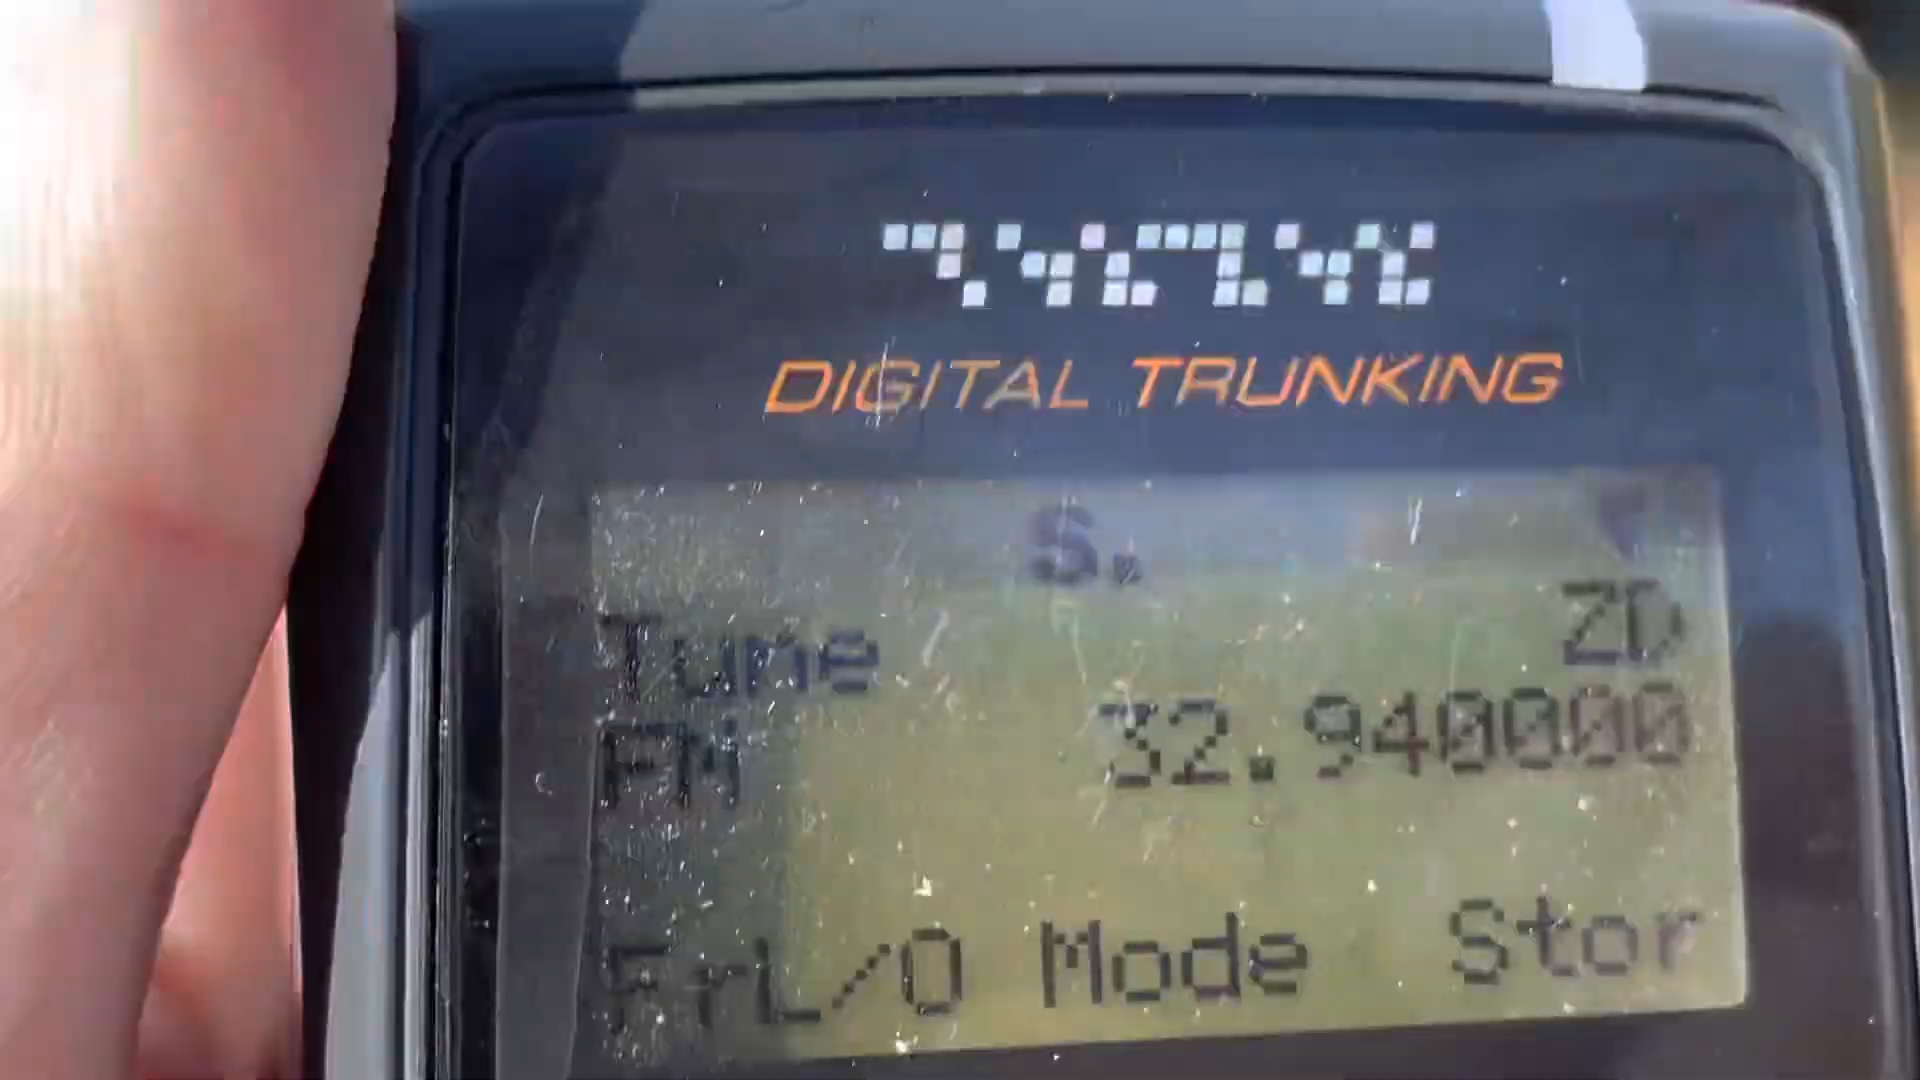 DIGITAL TRUNKING
S.
Tune ZD
FM 32.940000
FrL/O Mode Stor